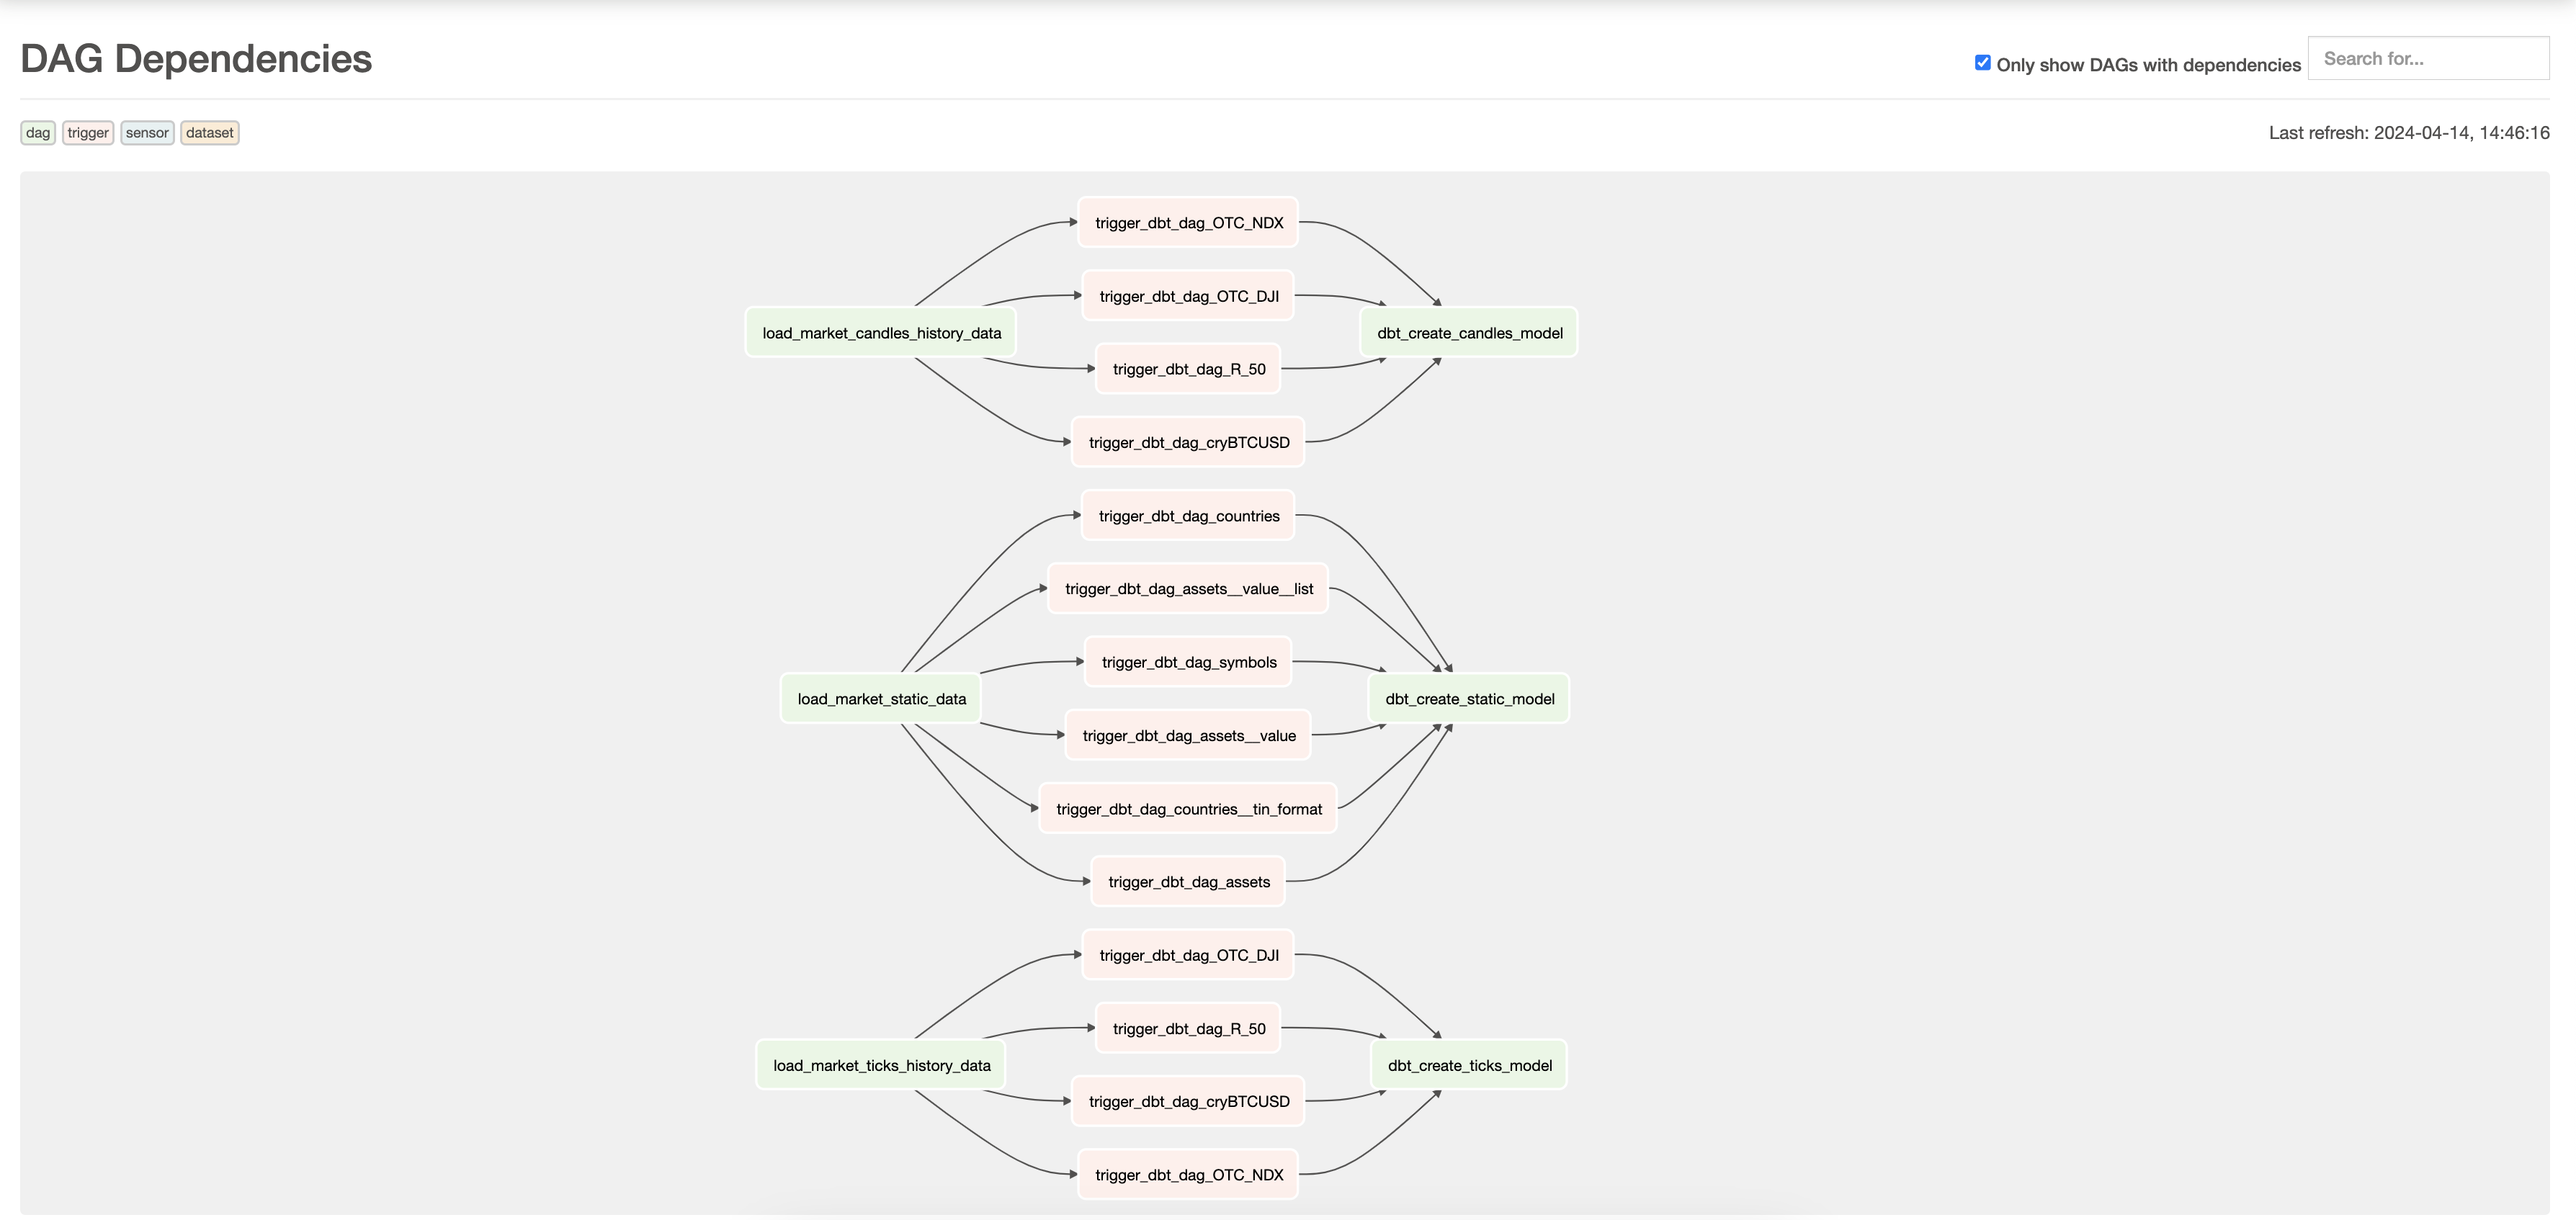 DAG Dependencies
Only show DAGs with dependencies
Search for...
dag trigger sensor dataset
Last refresh: 2024-04-14, 14:46:16
trigger_dbt_dag_OTC_NDX
trigger_dbt_dag_OTC_DJI
load_market_candles_history_data
dbt_create_candles_model
trigger_dbt_dag_R_50
trigger_dbt_dag_cryBTCUSD
trigger_dbt_dag_countries
trigger_dbt_dag_assets__value__list
trigger_dbt_dag_symbols
load_market_static_data
dbt_create_static_model
trigger_dbt_dag_assets__value
trigger_dbt_dag_countries__tin_format
trigger_dbt_dag_assets
trigger_dbt_dag_OTC_DJI
trigger_dbt_dag_R_50
load_market_ticks_history_data
dbt_create_ticks_model
trigger_dbt_dag_cryBTCUSD
trigger_dbt_dag_OTC_NDX